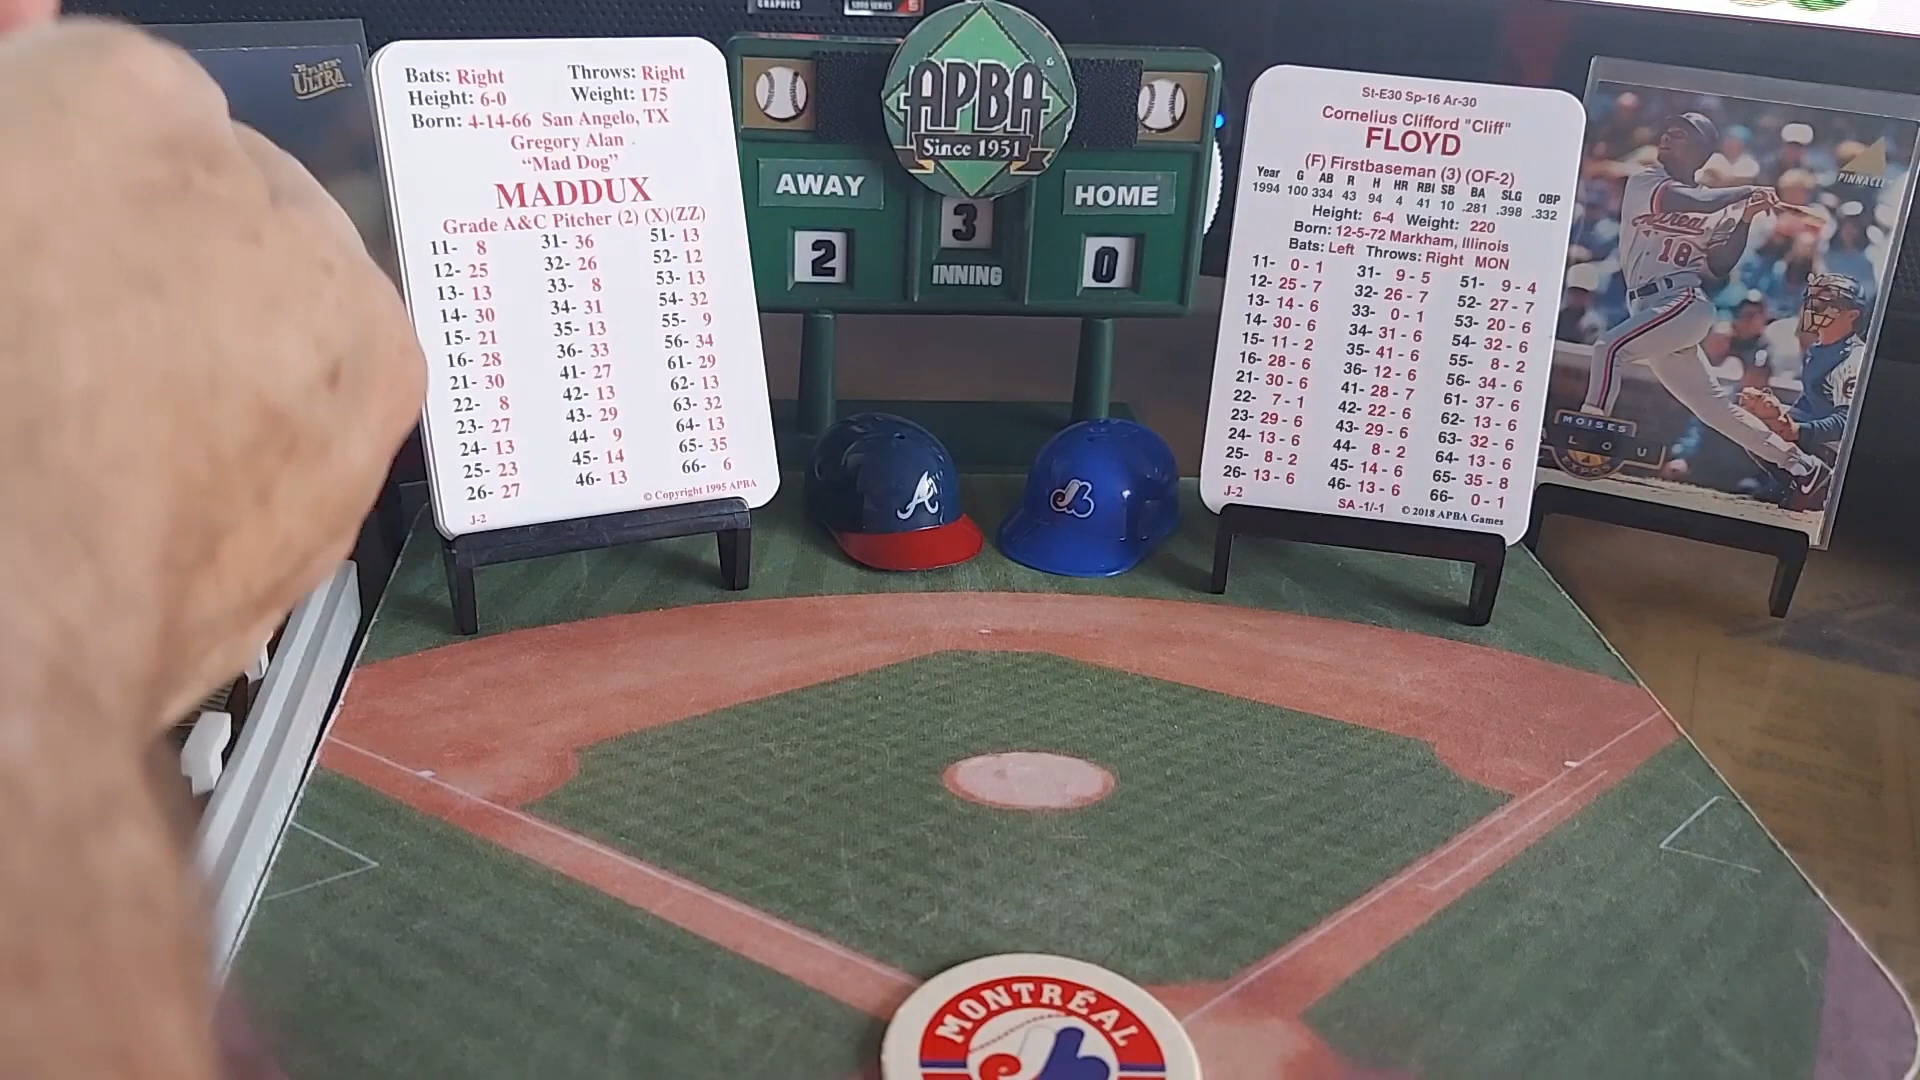 GRAPHICS
FLEER
ULTRA
Bats: Right Throws: Right
Height: 6-0 Weight: 175
Born: 4-14-66 San Angelo, TX
Gregory Alan
“Mad Dog”
MADDUX
Grade A&C Pitcher (2) (X)(ZZ)
11- 8 31- 36 51- 13
12- 25 32- 26 52- 12
13- 13 33- 8 53- 13
14- 30 34- 31 54- 32
15- 21 35- 13 55- 9
16- 28 36- 33 56- 34
21- 30 41- 27 61- 29
22- 8 42- 13 62- 13
23- 27 43- 29 63- 32
24- 13 44- 9 64- 13
25- 23 45- 14 65- 35
26- 27 46- 13 66- 6
J-2 © Copyright 1995 APBA
APBA
Since 1951
AWAY
HOME
2
3
0
INNING
A
St-E30 Sp-16 Ar-30
Cornelius Clifford "Cliff"
FLOYD
(F) Firstbaseman (3) (OF-2)
Year G AB R H HR RBI SB BA SLG OBP
1994 100 334 43 94 4 41 10 .281 .398 .332
Height: 6-4 Weight: 220
Born: 12-5-72 Markham, Illinois
Bats: Left Throws: Right MON
11- 0 - 1 31- 9 - 5 51- 9 - 4
12- 25 - 7 32- 26 - 7 52- 27 - 7
13- 14 - 6 33- 0 - 1 53- 20 - 6
14- 30 - 6 34- 31 - 6 54- 32 - 6
15- 11 - 2 35- 41 - 6 55- 8 - 2
16- 28 - 6 36- 12 - 6 56- 34 - 6
21- 30 - 6 41- 28 - 7 61- 37 - 6
22- 7 - 1 42- 22 - 6 62- 13 - 6
23- 29 - 6 43- 29 - 6 63- 32 - 6
24- 13 - 6 44- 8 - 2 64- 13 - 6
25- 8 - 2 45- 14 - 6 65- 35 - 8
26- 13 - 6 46- 13 - 6 66- 0 - 1
J-2 SA -1/-1 © 2018 APBA Games
PINNACLE
18
MOISES
ALOU
EXPOS
MONTRÉAL